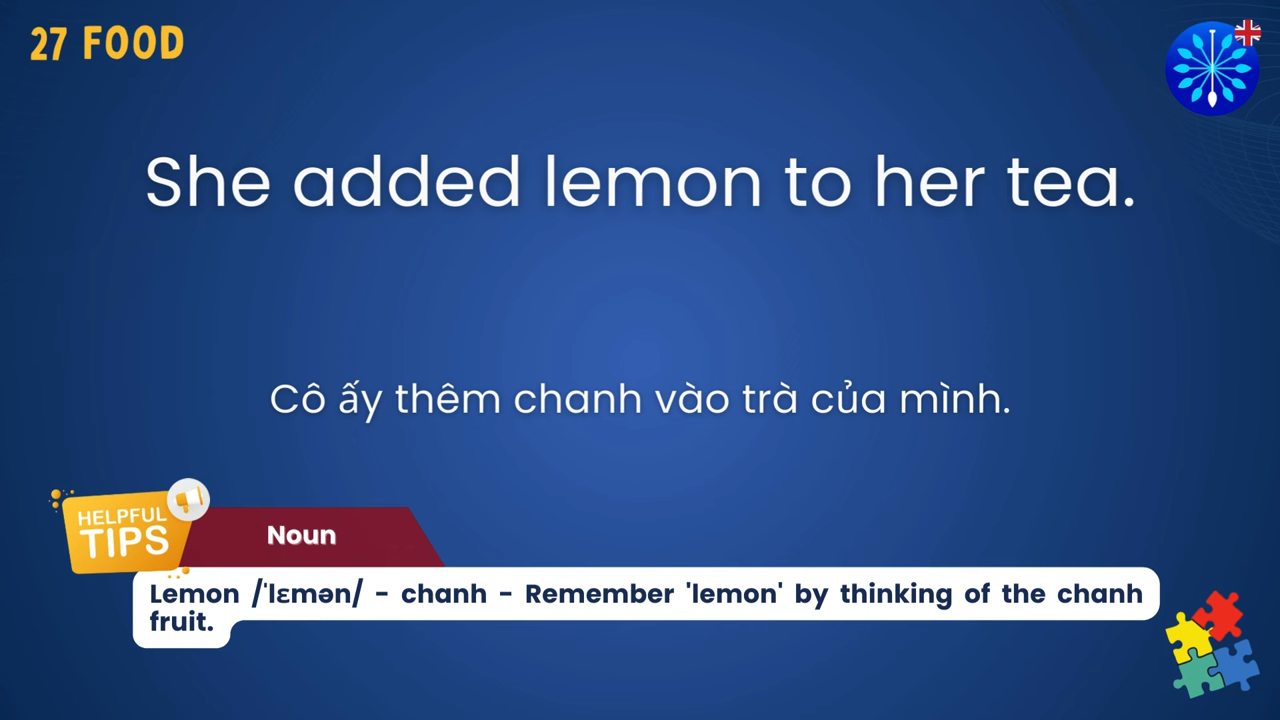 27 FOOD
She added lemon to her tea.
Cô ấy thêm chanh vào trà của mình.
HELPFUL
TIPS
Noun
Lemon /ˈlɛmən/ - chanh - Remember 'lemon' by thinking of the chanh
fruit.